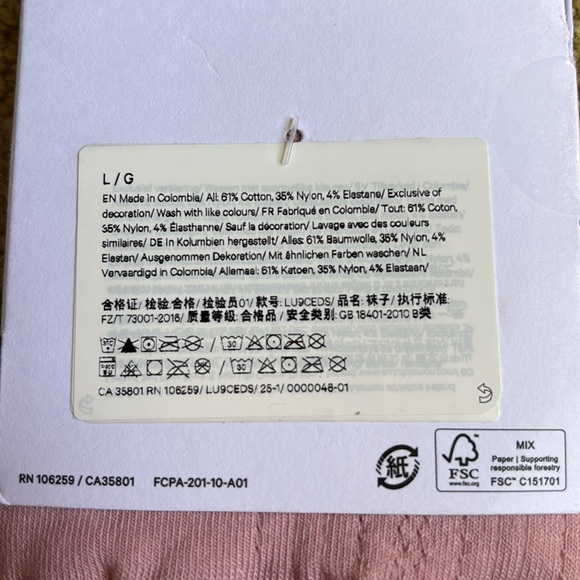 L/G
EN Made in Colombia/ All: 61% Cotton, 35% Nylon, 4% Elastane/ Exclusive of
decoration/ Wash with like colours/ FR Fabriqué en Colombie/ Tout: 61% Coton,
35% Nylon, 4% Élasthanne/ Sauf la décoration/ Lavage avec des couleurs
similaires/ DE In Kolumbien hergestellt/ Alles: 61% Baumwolle, 35% Nylon, 4%
Elastan/ Ausgenommen Dekoration/ Mit ähnlichen Farben waschen/ NL
Vervaardigd in Colombia/ Allemaal: 61% Katoen, 35% Nylon, 4% Elastaan/
合格证/ 检验:合格/ 检验员01/ 款号: LU9CEDS/ 品名: 袜子/ 执行标准:
FZ/T 73001-2016/ 质量等级: 合格品 / 安全类别: GB 18401-2010 B类
30
30
CA 35801 RN 106259/ LU9CEDS/ 25-1/ 0000046-01
RN 106259 / CA35801 FCPA-201-10-A01
紙
FSC
www.fsc.org
MIX
Paper | Supporting
responsible forestry
FSC™ C151701